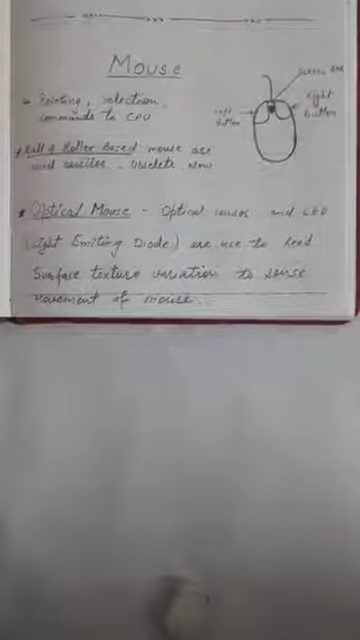 Mouse
Scroll
Right
Button
Left
Button
Pointing, selection,
commands to CPU
* Ball & Roller Based mouse are
used earlier. Obsolete now
* Optical Mouse - Optical sensor and LED
(Light Emiting Diode) are use to read
Surface texture variation to sense
movement of mouse.